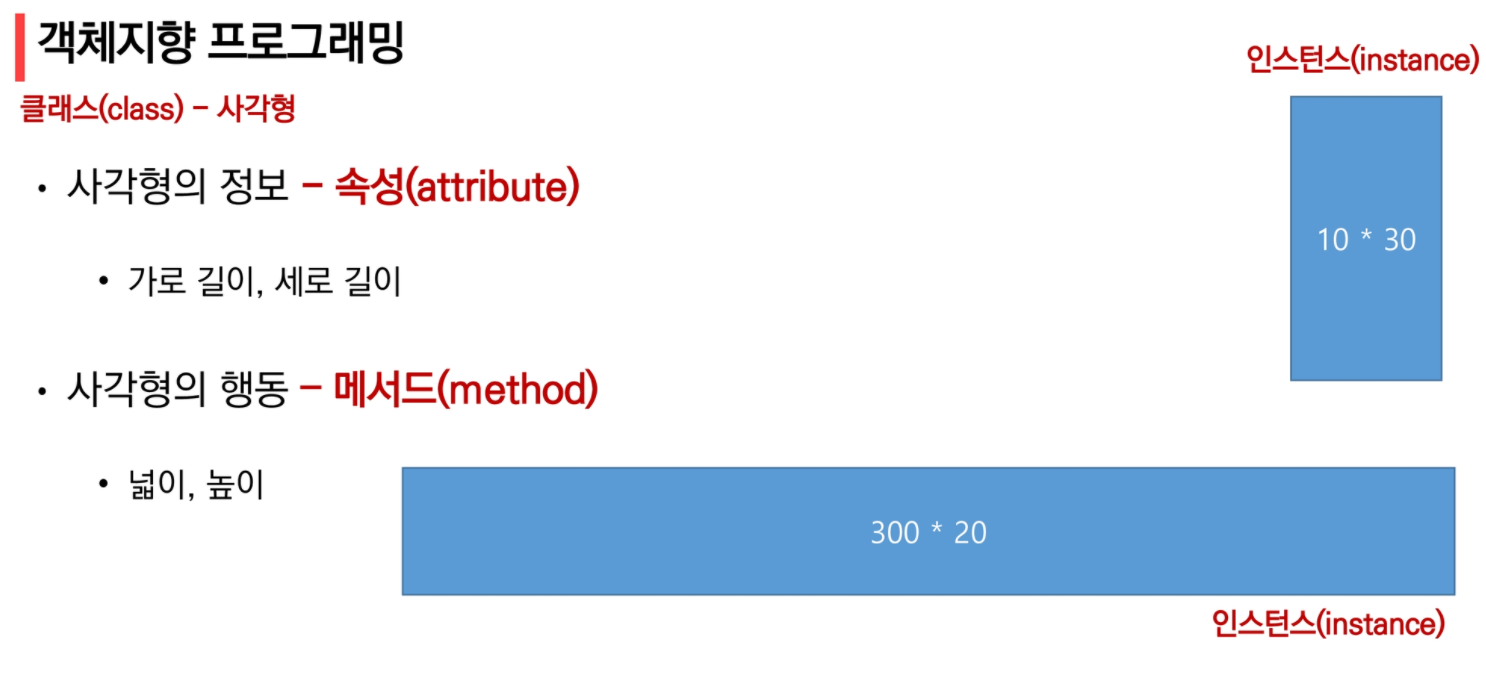 객체지향 프로그래밍
클래스(class) - 사각형
• 사각형의 정보 - 속성(attribute)
• 가로 길이, 세로 길이
• 사각형의 행동 - 메서드(method)
• 넓이, 높이
인스턴스(instance)
10 * 30
300 * 20
인스턴스(instance)